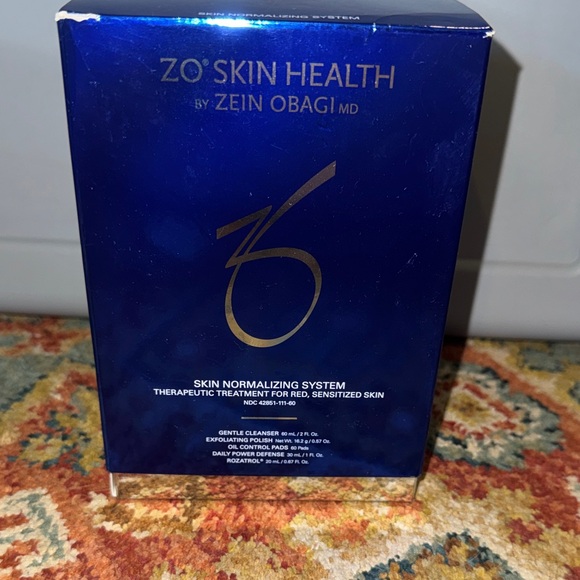 SKIN NORMALIZING SYSTEM
ZO® SKIN HEALTH
BY ZEIN OBAGI MD
SKIN NORMALIZING SYSTEM
THERAPEUTIC TREATMENT FOR RED, SENSITIZED SKIN
NDC 42851-111-60
GENTLE CLEANSER 60 mL / 2 Fl. Oz.
EXFOLIATING POLISH Net Wt. 16.2 g / 0.57 Oz.
OIL CONTROL PADS 60 Pads
DAILY POWER DEFENSE 30 mL / 1 Fl. Oz.
ROZATROL® 20 mL / 0.67 Fl. Oz.